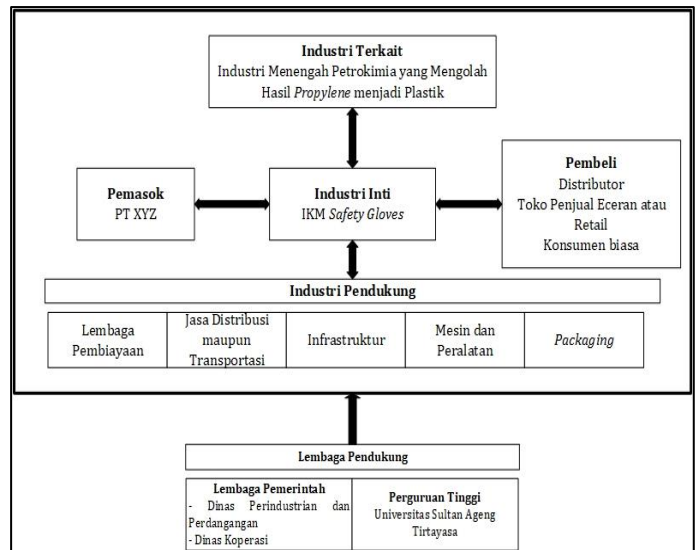 Industri Terkait
Industri Menengah Petrokimia yang Mengolah
Hasil Propylene menjadi Plastik
Pemasok
PT XYZ
Industri Inti
IKM Safety Gloves
Pembeli
Distributor
Toko Penjual Eceran atau
Retail
Konsumen biasa
Industri Pendukung
Lembaga
Pembiayaan
Jasa Distribusi
maupun
Transportasi
Infrastruktur
Mesin dan
Peralatan
Packaging
Lembaga Pendukung
Lembaga Pemerintah
- Dinas Perindustrian dan
Perdangangan
- Dinas Koperasi
Perguruan Tinggi
Universitas Sultan Ageng
Tirtayasa